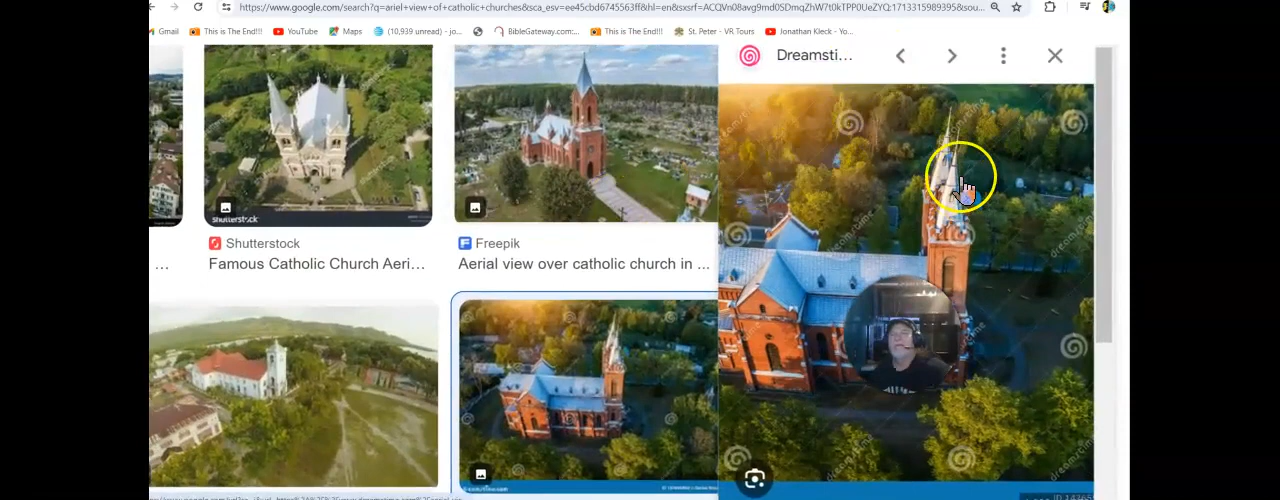 https://www.google.com/search?q=ariel+view+of+catholic+churches&sca_esv=ee45cbd6745563ff&hl=en&sxsrf=ACQVn08avg9md0SDmqZhW7t0kTPP0UeZYQ:1713315989395&sou...
Gmail This is The End!!! YouTube Maps (10,939 unread) - jo... BibleGateway.com:... This is The End!!! St. Peter - VR Tours Jonathan Kleck - Yo...
Dreamsti...
shutterstock
Shutterstock
Famous Catholic Church Aeri...
Freepik
Aerial view over catholic church in ...
...
dreamstime